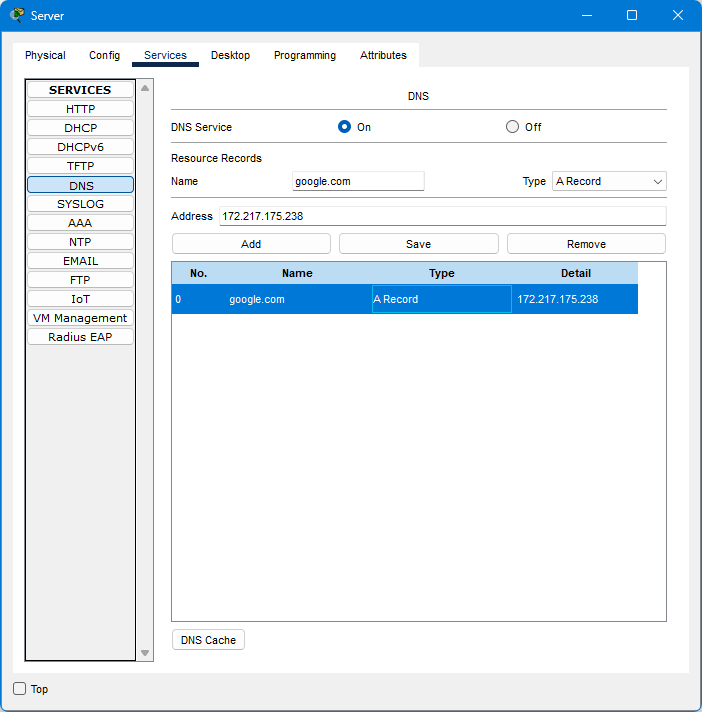 Server
Physical Config Services Desktop Programming Attributes
SERVICES
HTTP
DHCP
DHCPv6
TFTP
DNS
SYSLOG
AAA
NTP
EMAIL
FTP
IoT
VM Management
Radius EAP
DNS
DNS Service On Off
Resource Records
Name google.com Type A Record
Address 172.217.175.238
Add Save Remove
No. Name Type Detail
0 google.com A Record 172.217.175.238
DNS Cache
Top